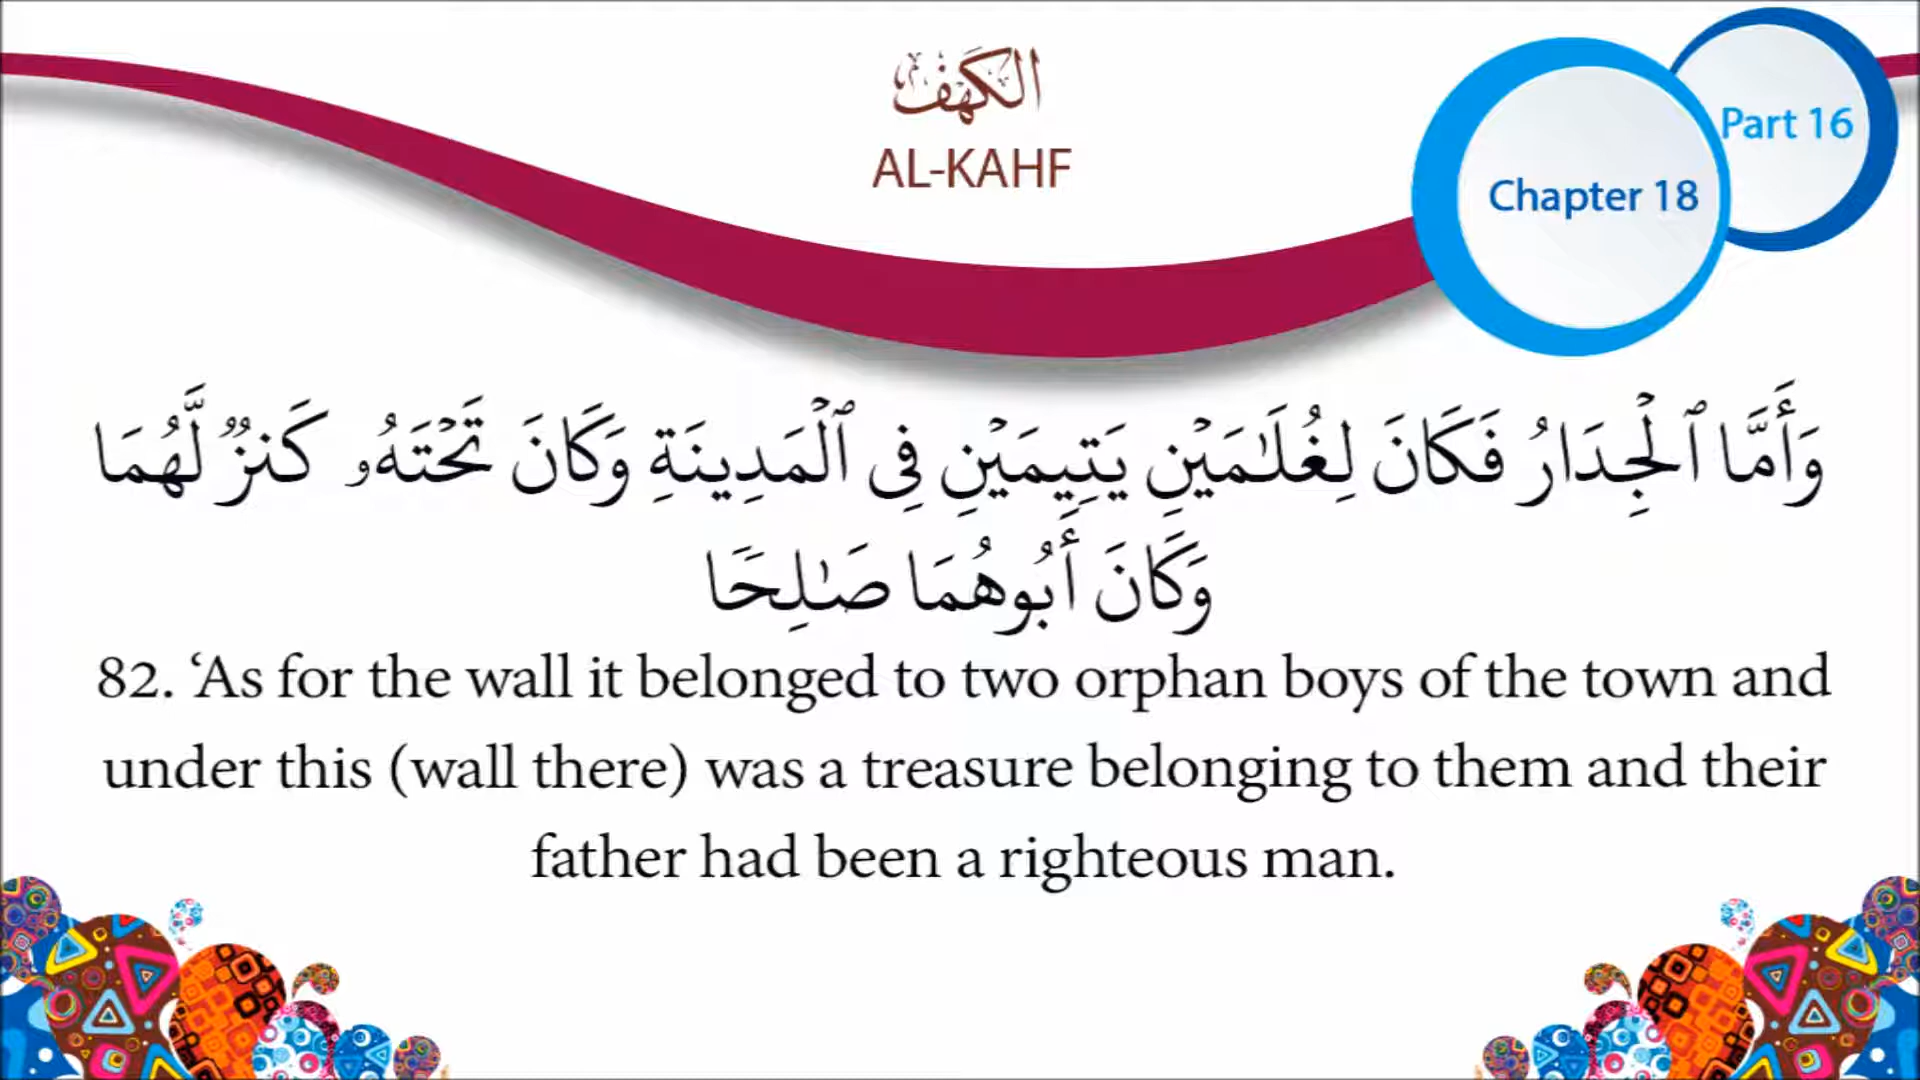 الكهف
AL-KAHF
Part 16
Chapter 18
وَأَمَّا ٱلْجِدَارُ فَكَانَ لِغُلَـٰمَيْنِ يَتِيمَيْنِ فِى ٱلْمَدِينَةِ وَكَانَ تَحْتَهُۥ كَنزٌ لَّهُمَا
وَكَانَ أَبُوهُمَا صَـٰلِحًا
82. ‘As for the wall it belonged to two orphan boys of the town and
under this (wall there) was a treasure belonging to them and their
father had been a righteous man.